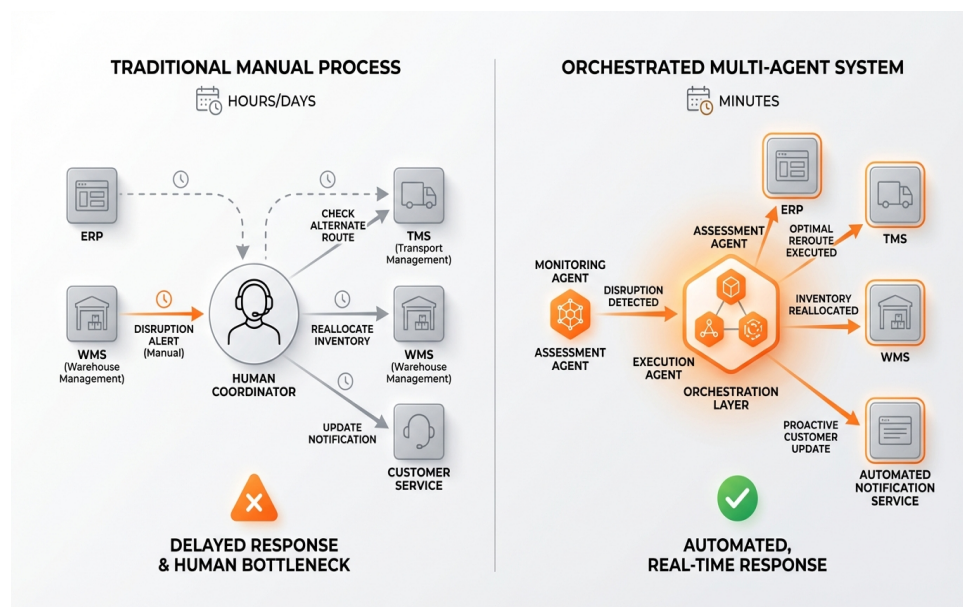 TRADITIONAL MANUAL PROCESS
HOURS/DAYS
ERP
CHECK
ALTERNATE
ROUTE
TMS
(Transport
Management)
DISRUPTION
ALERT
(Manual)
WMS
(Warehouse
Management)
HUMAN
COORDINATOR
REALLOCATE
INVENTORY
WMS
(Warehouse
Management)
UPDATE
NOTIFICATION
CUSTOMER
SERVICE
DELAYED RESPONSE
& HUMAN BOTTLENECK
ORCHESTRATED MULTI-AGENT SYSTEM
MINUTES
ERP
ASSESSMENT
AGENT
OPTIMAL
REROUTE
EXECUTED
TMS
MONITORING
AGENT
DISRUPTION
DETECTED
ASSESSMENT
AGENT
EXECUTION
AGENT
ORCHESTRATION
LAYER
INVENTORY
REALLOCATED
WMS
PROACTIVE
CUSTOMER
UPDATE
AUTOMATED
NOTIFICATION
SERVICE
AUTOMATED,
REAL-TIME RESPONSE